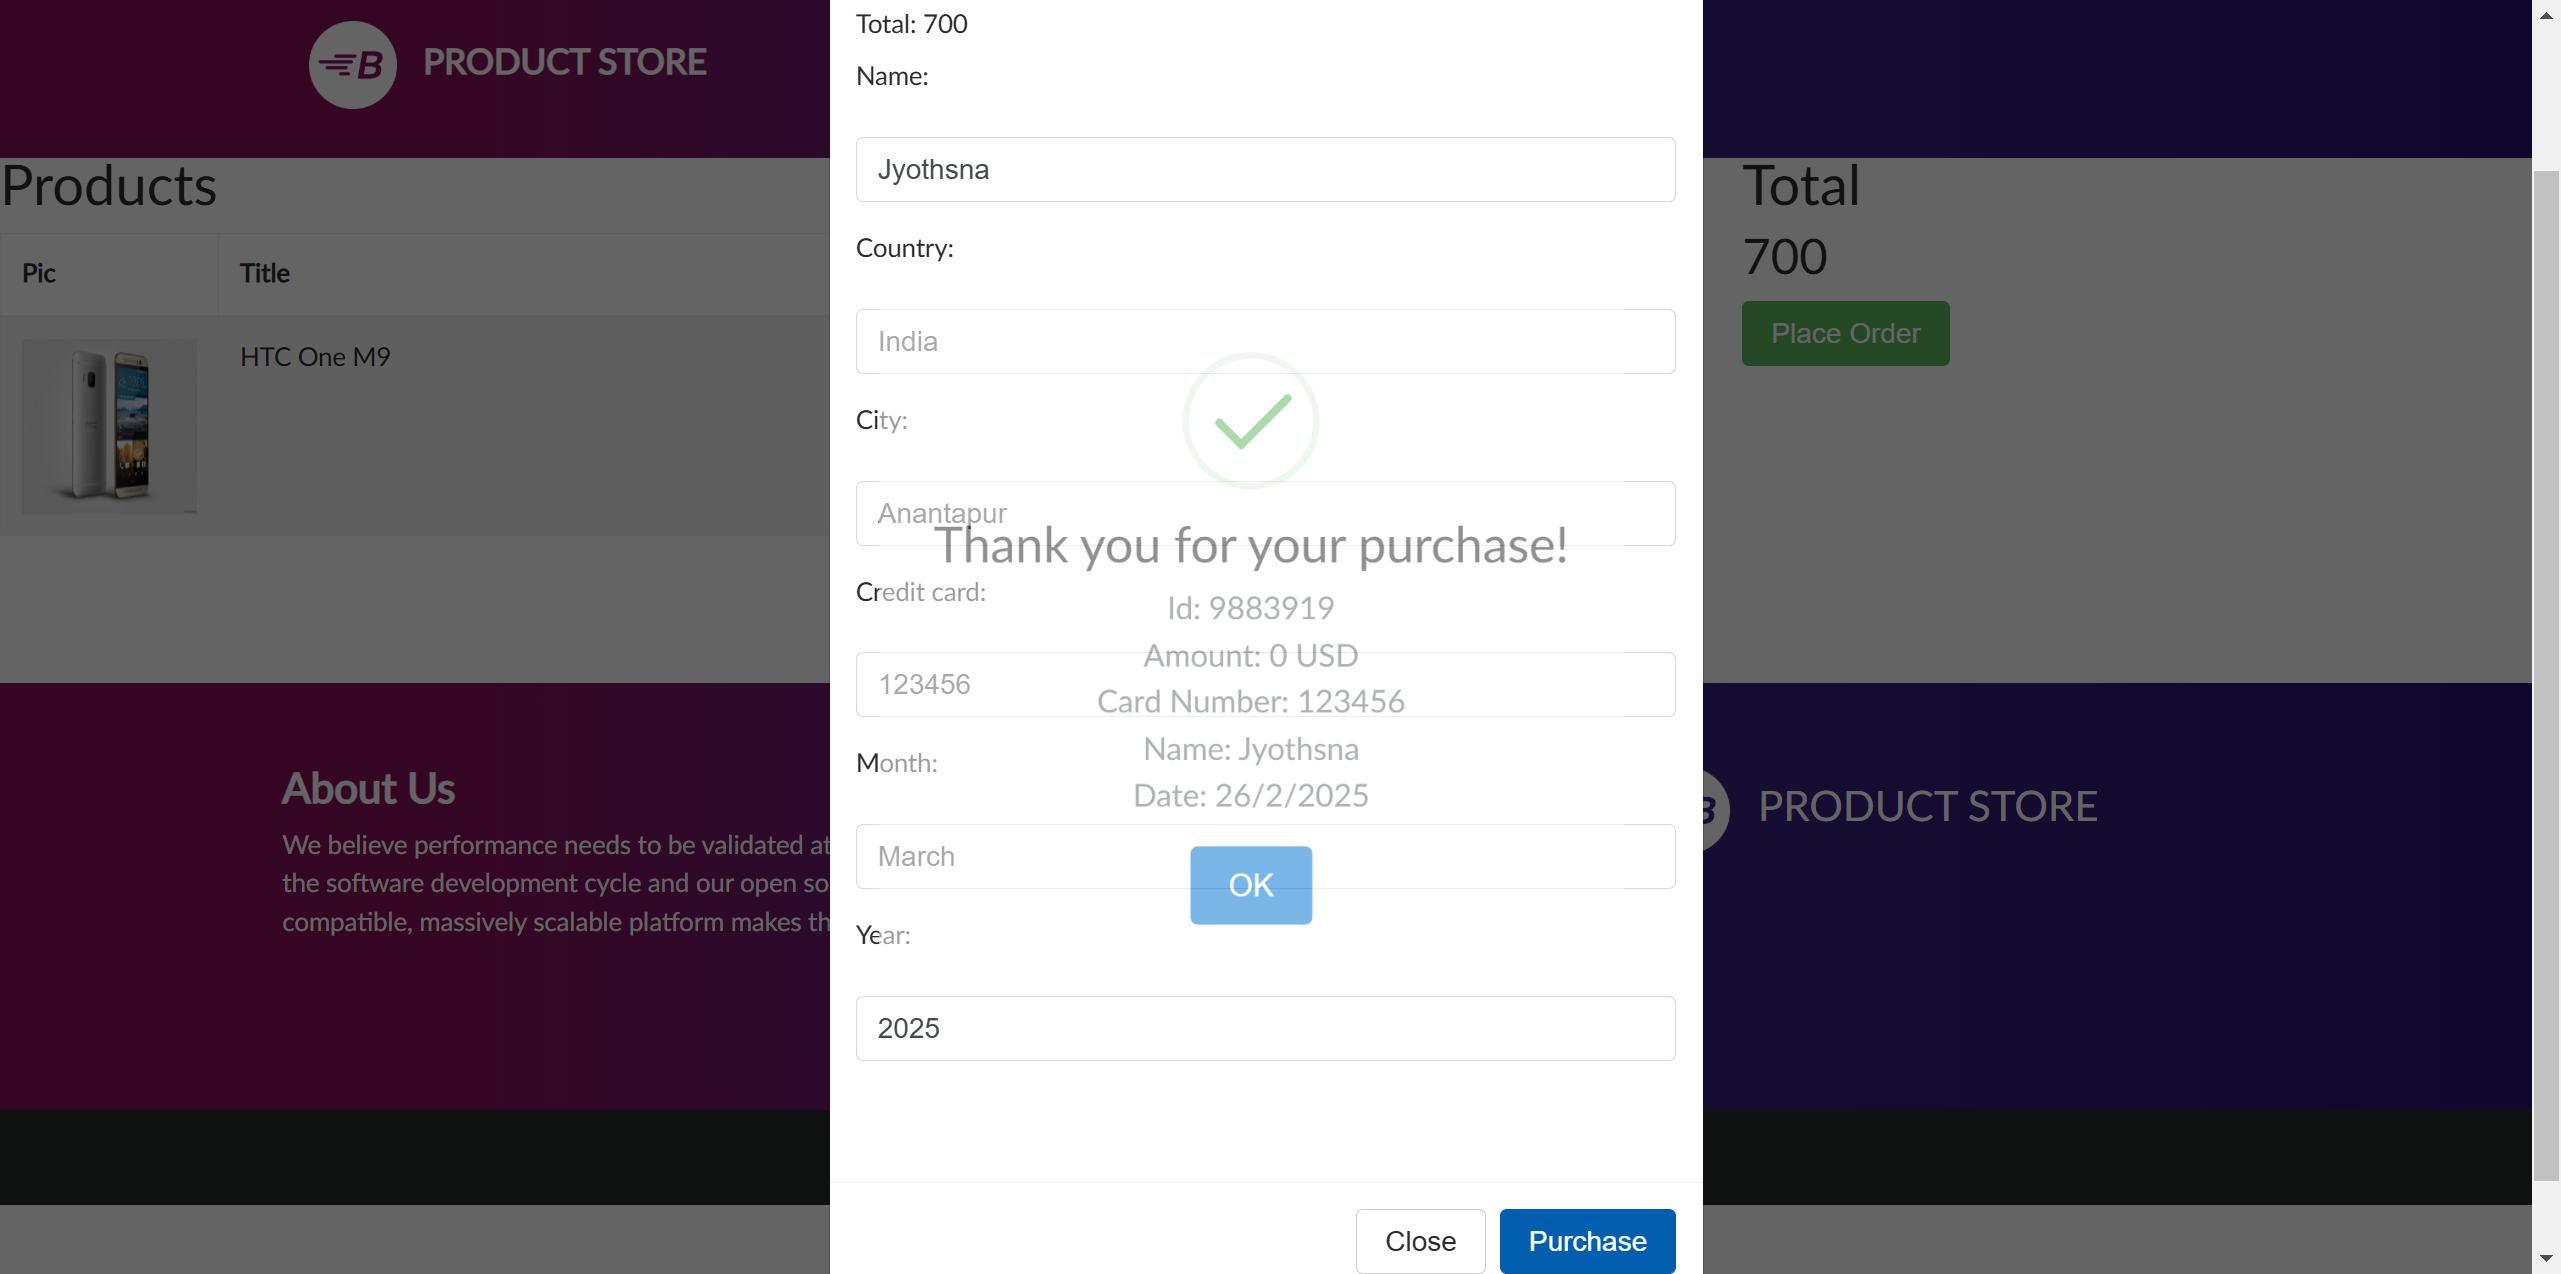 B PRODUCT STORE
Products
Pic Title
HTC One M9
Total: 700
Name:
Jyothsna
Country:
India
City:
Anantapur
Credit card:
123456
Month:
March
Year:
2025
Close Purchase
Thank you for your purchase!
Id: 9883919
Amount: 0 USD
Card Number: 123456
Name: Jyothsna
Date: 26/2/2025
OK
Total
700
Place Order
About Us
We believe performance needs to be validated at
the software development cycle and our open so
compatible, massively scalable platform makes th
B PRODUCT STORE